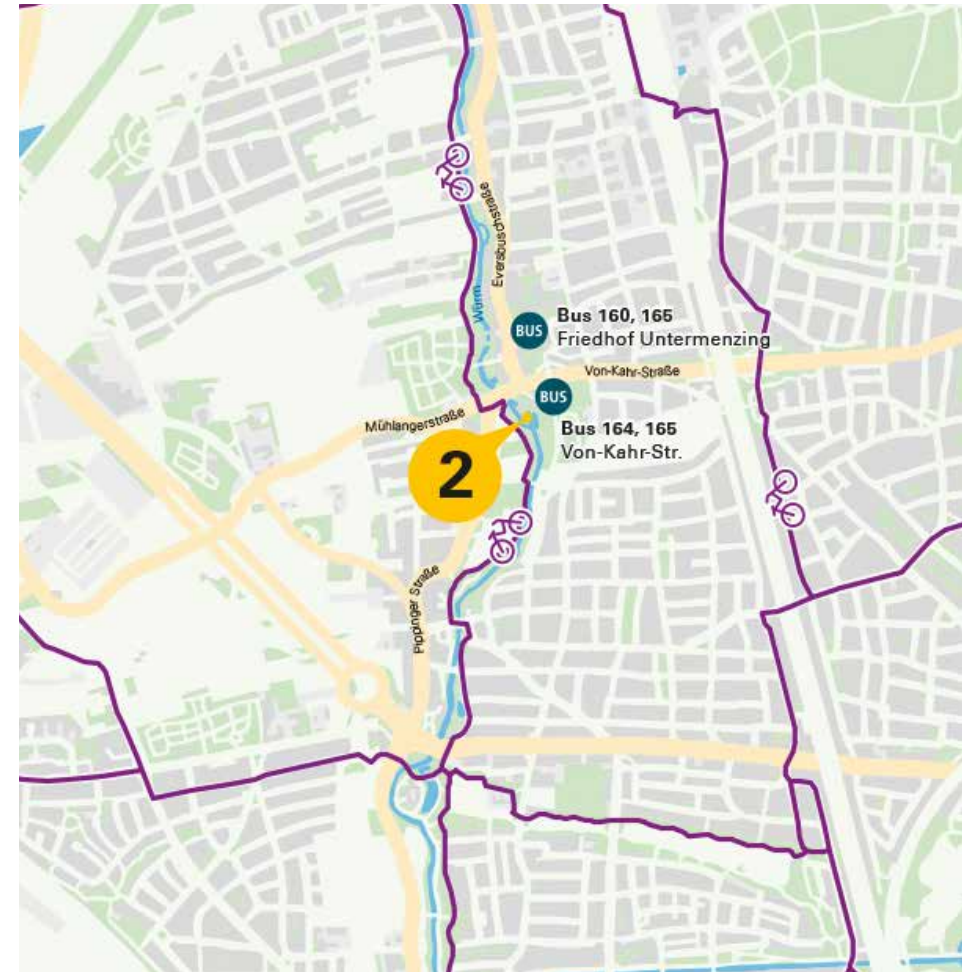 Eversbuschstraße
Würm
BUS
Bus 160, 165
Friedhof Untermenzing
Von-Kahr-Straße
BUS
Mühlangerstraße
Bus 164, 165
Von-Kahr-Str.
2
Pippinger Straße